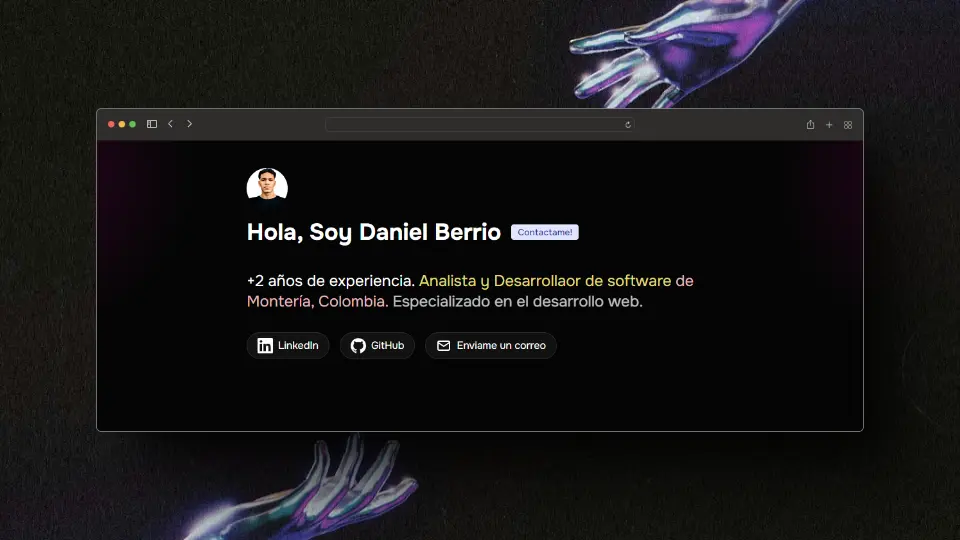 Hola, Soy Daniel Berrio
Contactame!
+2 años de experiencia. Analista y Desarrollaor de software de
Montería, Colombia. Especializado en el desarrollo web.
LinkedIn
GitHub
Enviame un correo